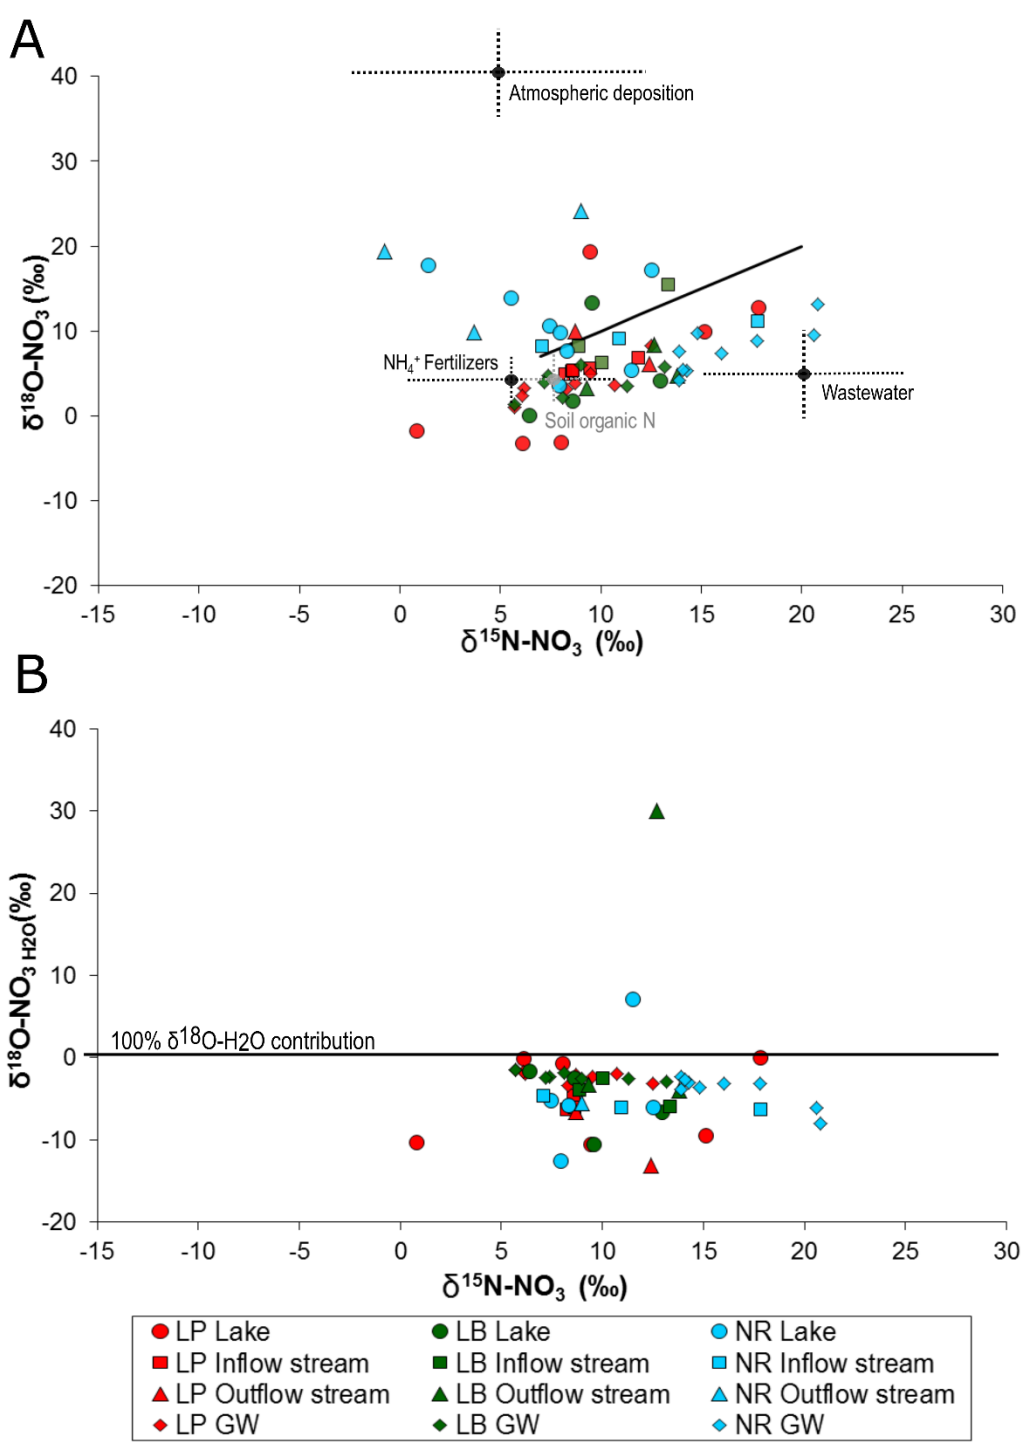 A
40
Atmospheric deposition
30
20
10
NH4+ Fertilizers
Wastewater
0
Soil organic N
-10
-20
-15 -10 -5 0 5 10 15 20 25 30
δ18O-NO3 (‰)
δ15N-NO3 (‰)
B
40
30
20
10
100% δ18O-H2O contribution
0
-10
-20
-15 -10 -5 0 5 10 15 20 25 30
δ18O-NO3 H2O(‰)
δ15N-NO3 (‰)
LP Lake LB Lake NR Lake
LP Inflow stream LB Inflow stream NR Inflow stream
LP Outflow stream LB Outflow stream NR Outflow stream
LP GW LB GW NR GW